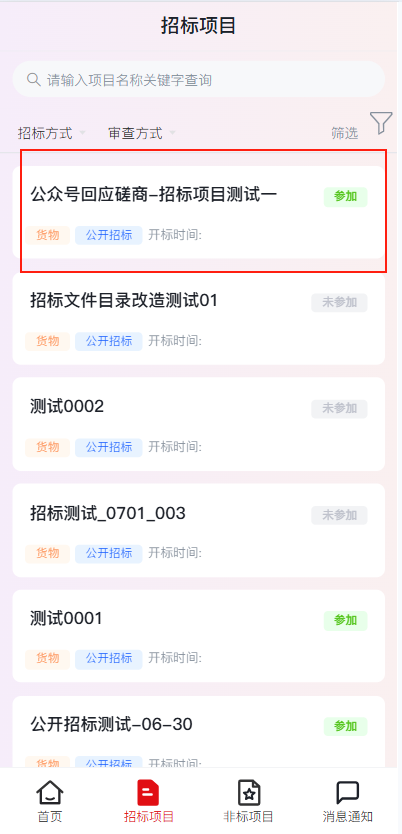 招标项目
请输入项目名称关键字查询
招标方式 审查方式 筛选
公众号回应磋商-招标项目测试一 参加
货物 公开招标 开标时间:
招标文件目录改造测试01 未参加
货物 公开招标 开标时间:
测试0002 未参加
货物 公开招标 开标时间:
招标测试_0701_003 未参加
货物 公开招标 开标时间:
测试0001 参加
货物 公开招标 开标时间:
公开招标测试-06-30 参加
货物 公开招标 开标时间:
首页 招标项目 非标项目 消息通知